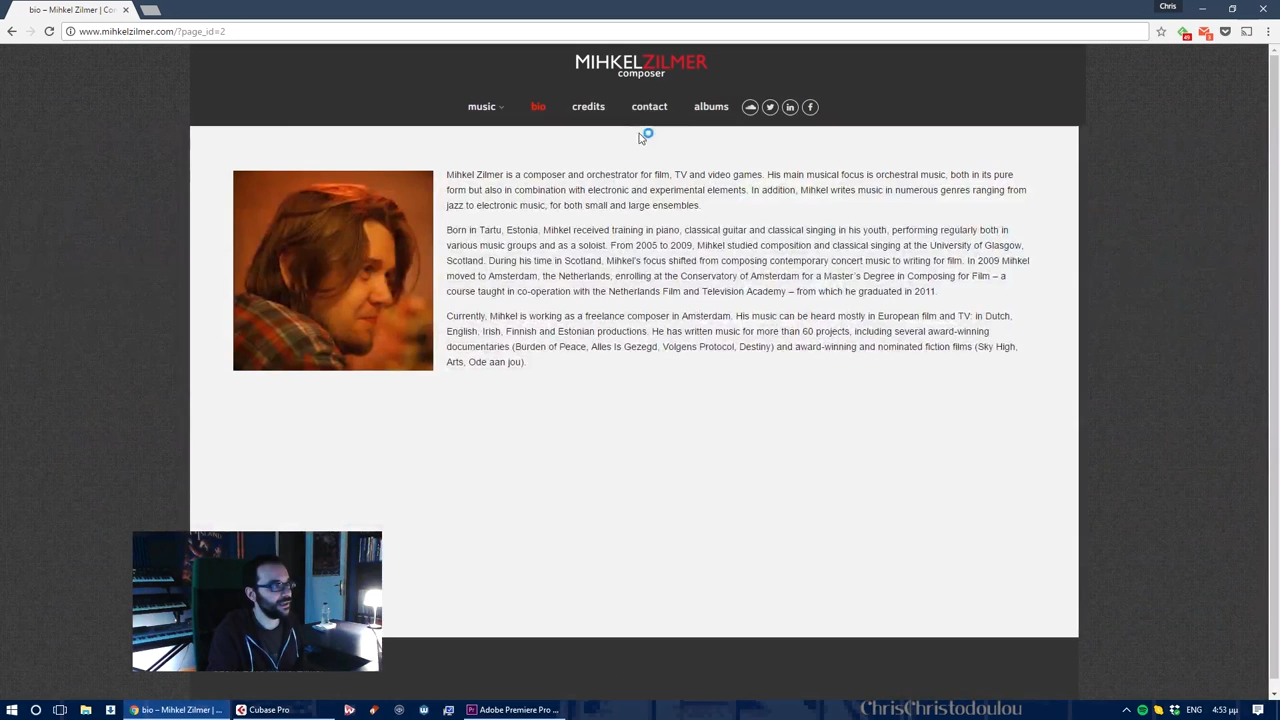 bio – Mihkel Zilmer | Co
Chris
www.mihkelzilmer.com/?page_id=2
MIHKELZILMER
composer
music bio credits contact albums
Mihkel Zilmer is a composer and orchestrator for film, TV and video games. His main musical focus is orchestral music, both in its pure
form but also in combination with electronic and experimental elements. In addition, Mihkel writes music in numerous genres ranging from
jazz to electronic music, for both small and large ensembles.
Born in Tartu, Estonia, Mihkel received training in piano, classical guitar and classical singing in his youth, performing regularly both in
various music groups and as a soloist. From 2005 to 2009, Mihkel studied composition and classical singing at the University of Glasgow,
Scotland. During his time in Scotland, Mihkel's focus shifted from composing contemporary concert music to writing for film. In 2009 Mihkel
moved to Amsterdam, the Netherlands, enrolling at the Conservatory of Amsterdam for a Master's Degree in Composing for Film – a
course taught in co-operation with the Netherlands Film and Television Academy – from which he graduated in 2011.
Currently, Mihkel is working as a freelance composer in Amsterdam. His music can be heard mostly in European film and TV: in Dutch,
English, Irish, Finnish and Estonian productions. He has written music for more than 60 projects, including several award-winning
documentaries (Burden of Peace, Alles Is Gezegd, Volgens Protocol, Destiny) and award-winning and nominated fiction films (Sky High,
Arts, Ode aan jou).
bio – Mihkel Zilmer | ... Cubase Pro Adobe Premiere Pro ... ChrisChristodoulou ΕΝG 4:53 μμ